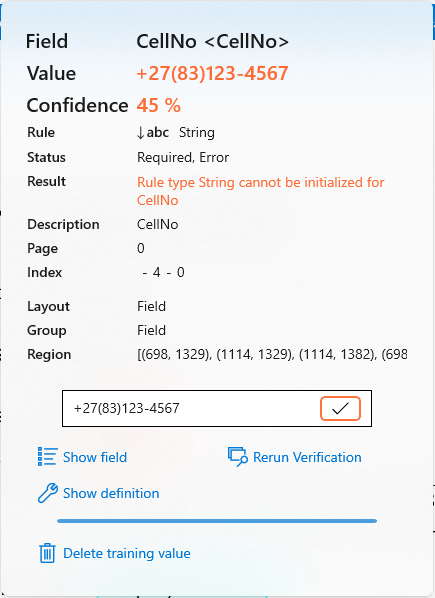 Field CellNo <CellNo>
Value +27(83)123-4567
Confidence 45 %
Rule ↓abc String
Status Required, Error
Result Rule type String cannot be initialized for
CellNo
Description CellNo
Page 0
Index - 4 - 0
Layout Field
Group Field
Region [(698, 1329), (1114, 1329), (1114, 1382), (698
+27(83)123-4567
Show field Rerun Verification
Show definition
Delete training value